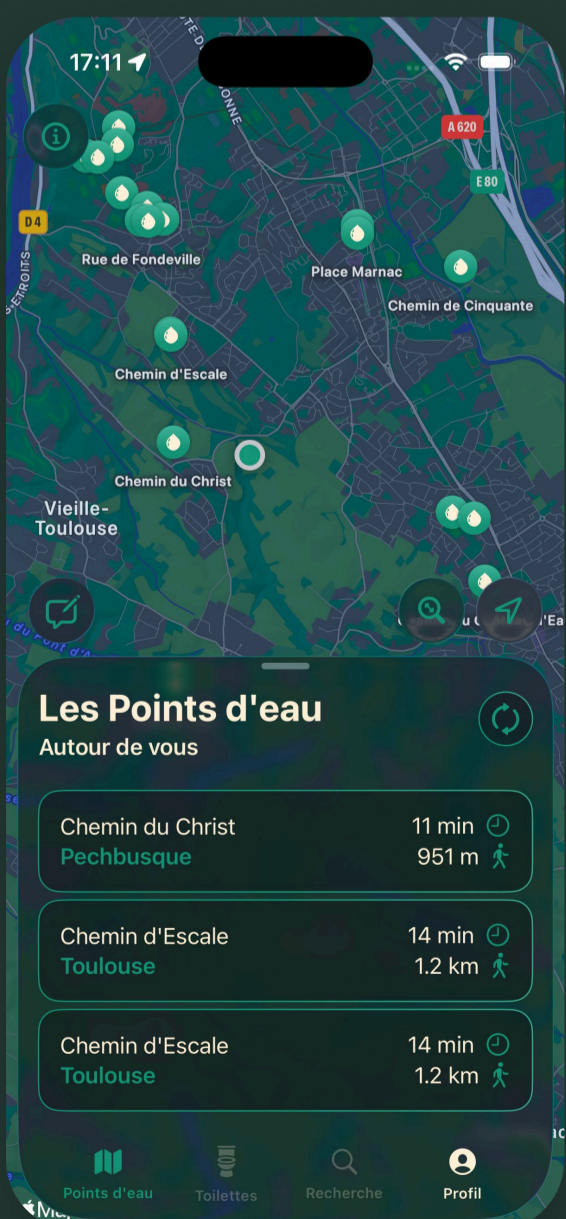 17:11
A 620
E 80
D4
Rue de Fondeville
Place Marnac
Chemin de Cinquante
Chemin d'Escale
Chemin du Christ
Vieille-
Toulouse
Les Points d'eau
Autour de vous
Chemin du Christ
11 min
Pechbusque
951 m
Chemin d'Escale
14 min
Toulouse
1.2 km
Chemin d'Escale
14 min
Toulouse
1.2 km
Points d'eau
Toilettes
Recherche
Profil